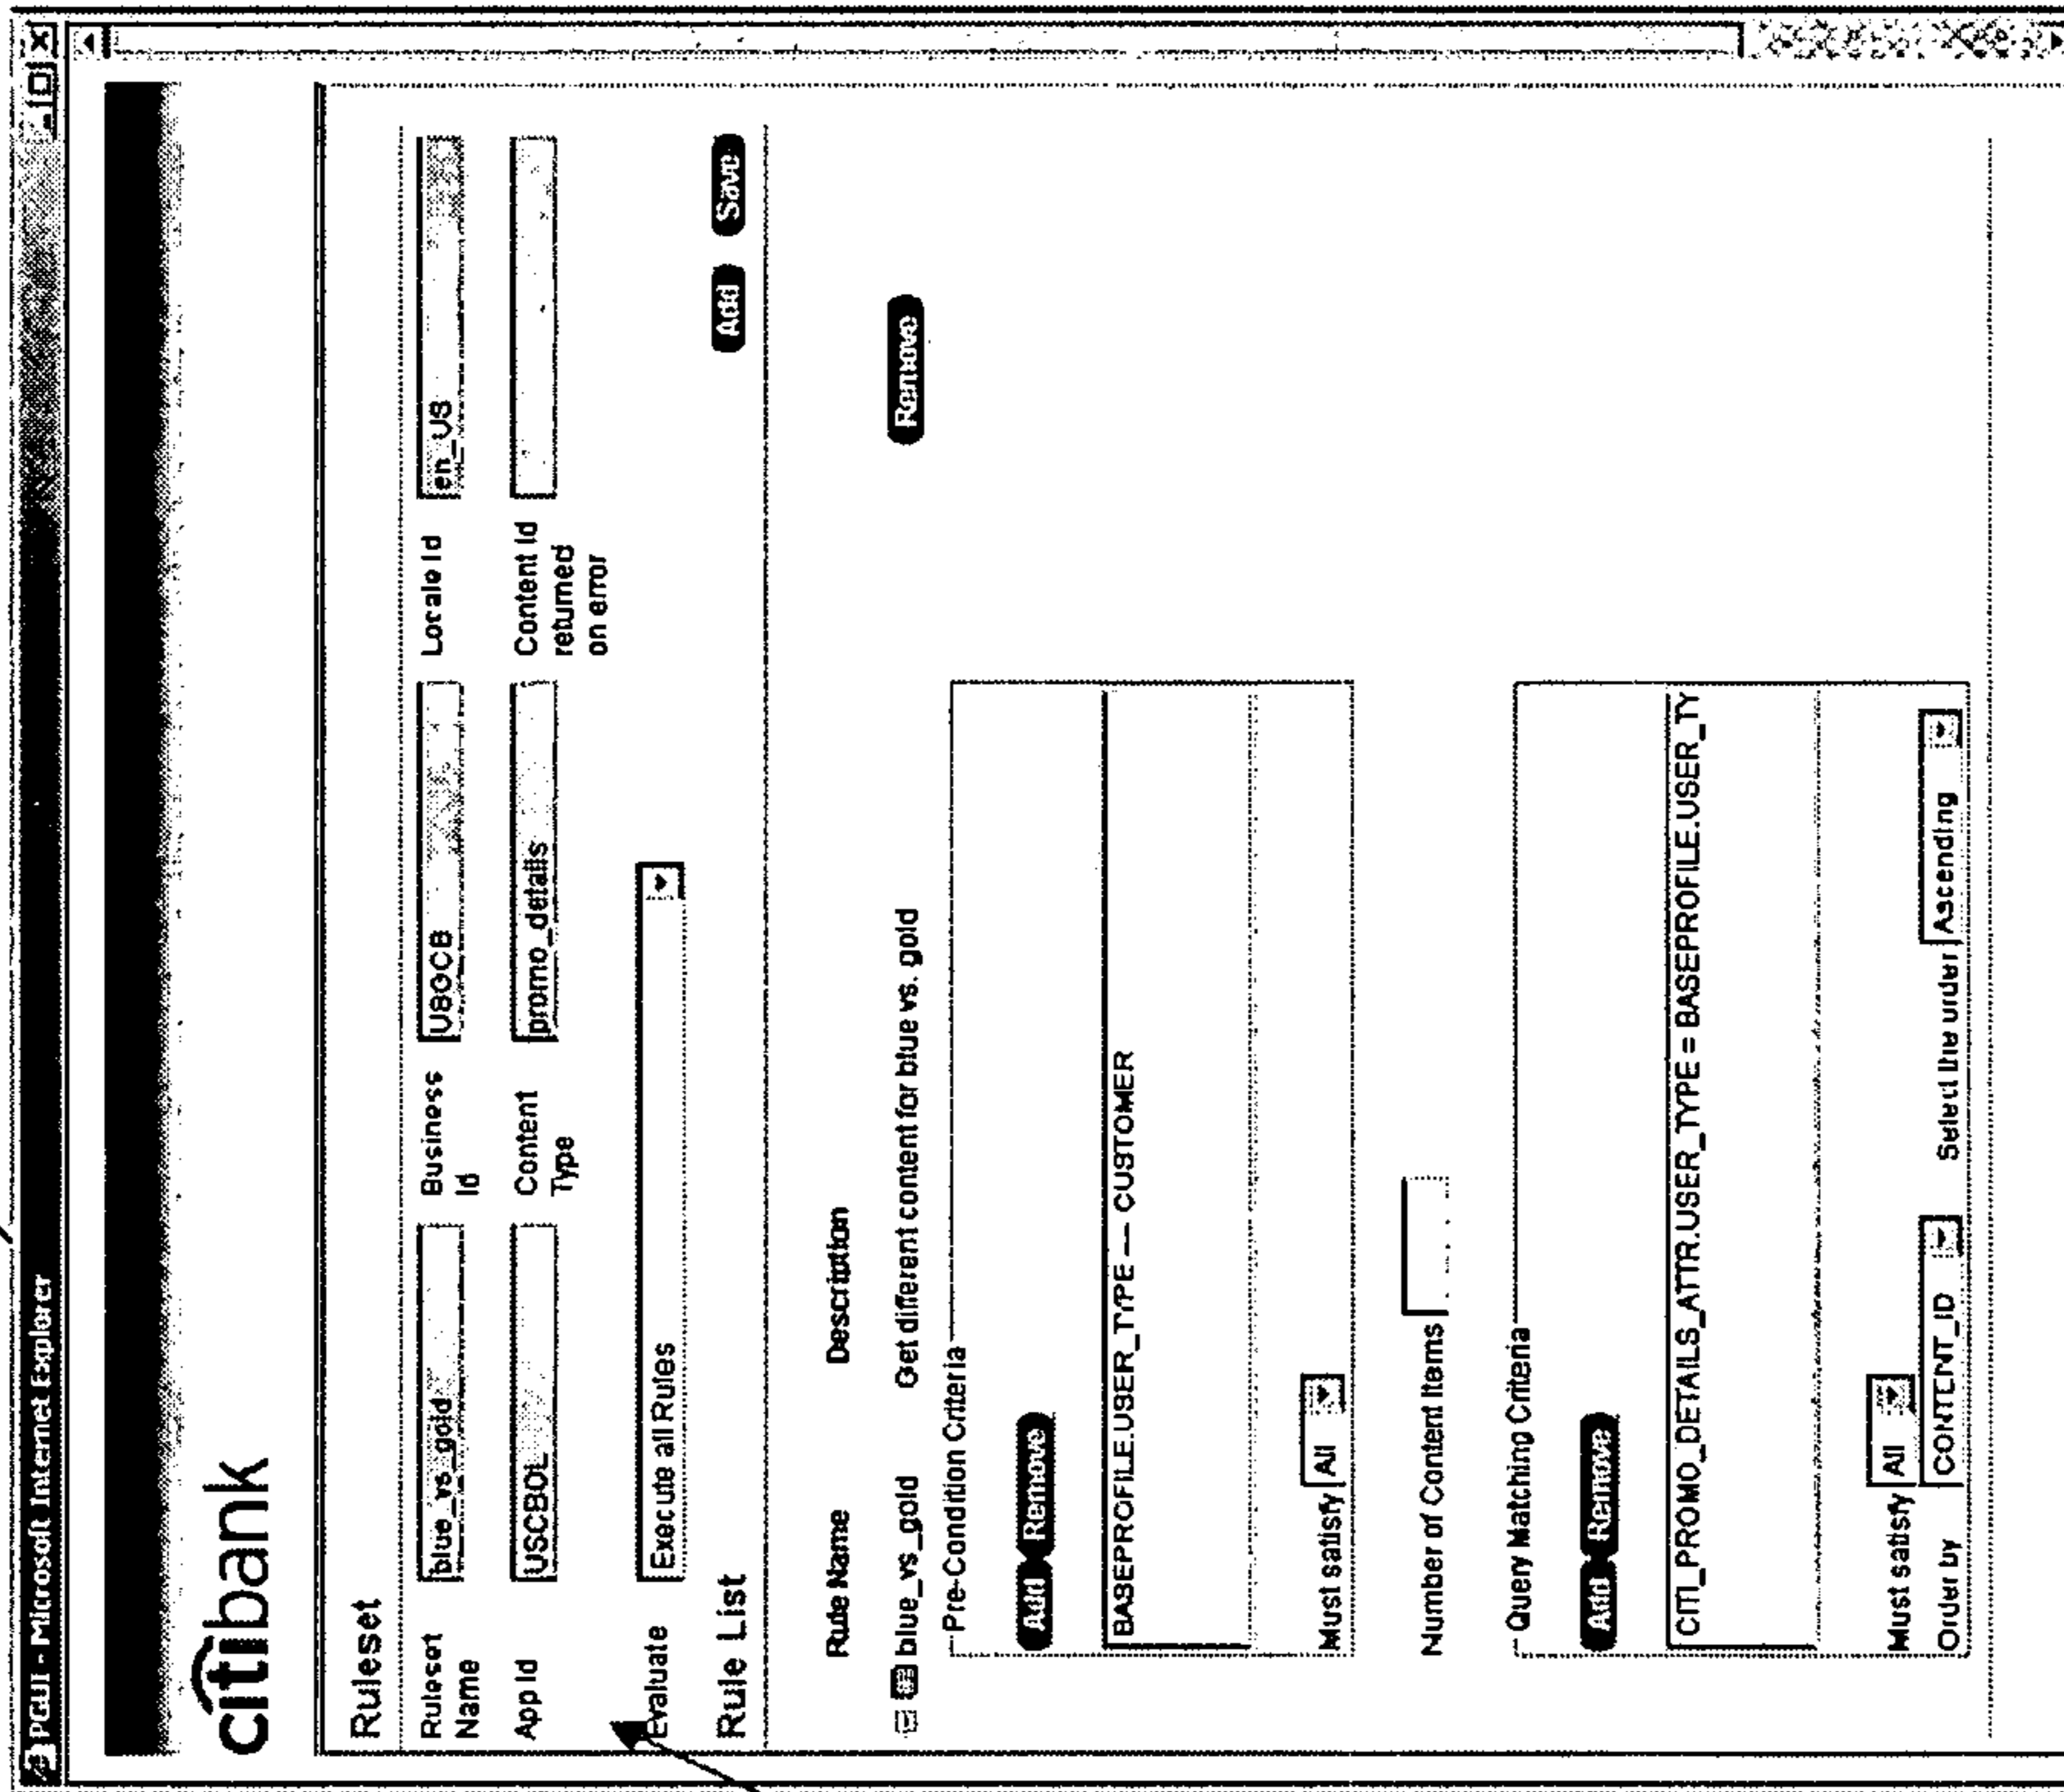 PGUI - Microsoft Internet Explorer
citibank
Ruleset
Ruleset Name blue_vs_gold Business Id USGCB Locale Id en_US
App Id USCBOL Content Type promo_details Content Id returned on error
Evaluate Execute all Rules
Rule List Add Save
Rule Name Description
blue_vs_gold Get different content for blue vs. gold Remove
Pre-Condition Criteria
Add Remove
BASEPROFILE.USER_TYPE == CUSTOMER
Must satisfy All
Number of Content Items
Query Matching Criteria
Add Remove
CITI_PROMO_DETAILS_ATTR.USER_TYPE = BASEPROFILE.USER_TY
Must satisfy All
Order by CONTENT_ID Select the order Ascending